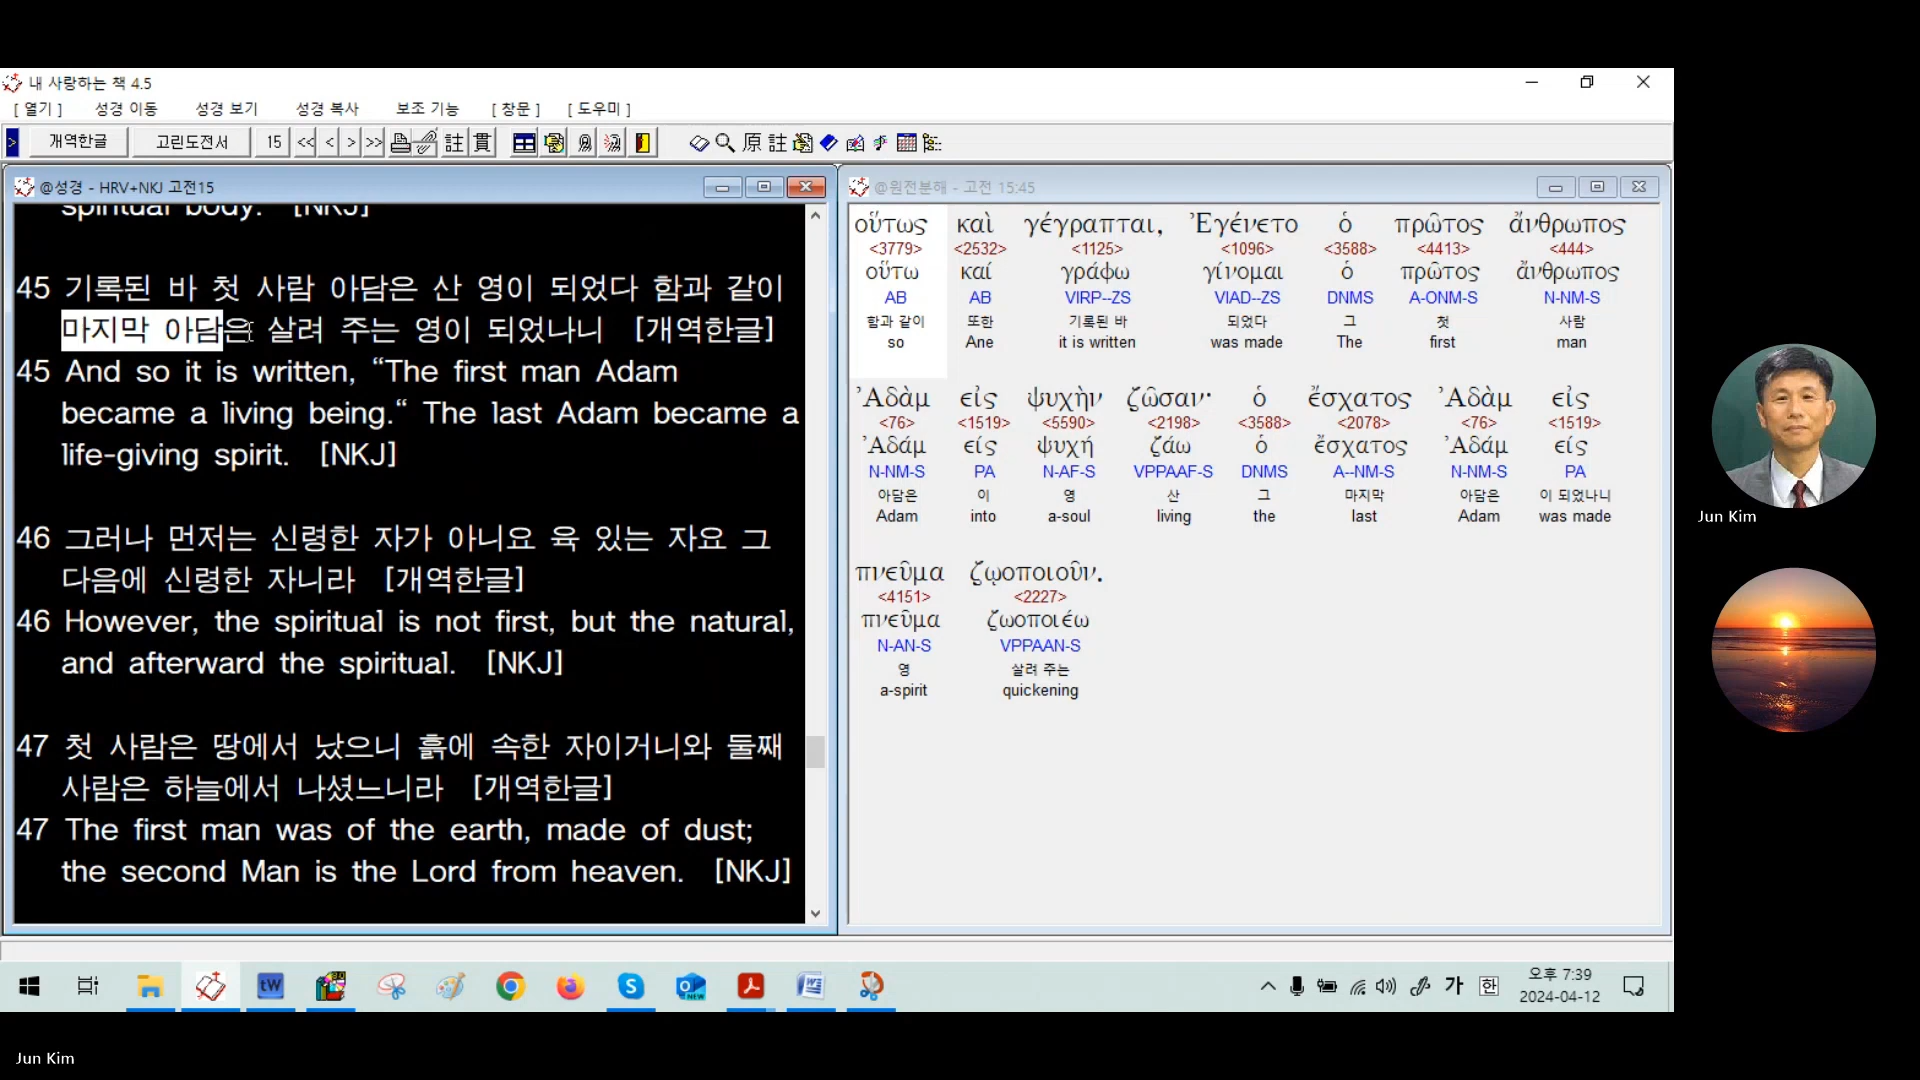 내 사랑하는 책 4.5
[ 열기 ] 성경 이동 성경 보기 성경 복사 보조 기능 [ 창문 ] [ 도우미 ]
> 개역한글 고린도전서 15 << < > >> 註 貫 原 註
@성경 - HRV+NKJ 고전15
spiritual body. [NKJ]
45 기록된 바 첫 사람 아담은 산 영이 되었다 함과 같이
마지막 아담은 살려 주는 영이 되었나니 [개역한글]
45 And so it is written, “The first man Adam
became a living being.“ The last Adam became a
life-giving spirit. [NKJ]
46 그러나 먼저는 신령한 자가 아니요 육 있는 자요 그
다음에 신령한 자니라 [개역한글]
46 However, the spiritual is not first, but the natural,
and afterward the spiritual. [NKJ]
47 첫 사람은 땅에서 났으니 흙에 속한 자이거니와 둘째
사람은 하늘에서 나셨느니라 [개역한글]
47 The first man was of the earth, made of dust;
the second Man is the Lord from heaven. [NKJ]
@원전분해 - 고전 15:45
οὕτως καὶ γέγραπται, Ἐγένετο ὁ πρῶτος ἄνθρωπος
<3779> <2532> <1125> <1096> <3588> <4413> <444>
οὕτω καί γράφω γίνομαι ὁ πρῶτος ἄνθρωπος
AB AB VIRP--ZS VIAD--ZS DNMS A-ONM-S N-NM-S
함과 같이 또한 기록된 바 되었다 그 첫 사람
so Ane it is written was made The first man
Ἀδὰμ εἰς ψυχὴν ζῶσαν· ὁ ἔσχατος Ἀδὰμ εἰς
<76> <1519> <5590> <2198> <3588> <2078> <76> <1519>
Ἀδάμ εἰς ψυχή ζάω ὁ ἔσχατος Ἀδάμ εἰς
N-NM-S PA N-AF-S VPPAAF-S DNMS A--NM-S N-NM-S PA
아담은 이 영 산 그 마지막 아담은 이 되었나니
Adam into a-soul living the last Adam was made
πνεῦμα ζῳοποιοῦν.
<4151> <2227>
πνεῦμα ζωοποιέω
N-AN-S VPPAAN-S
영 살려 주는
a-spirit quickening
Jun Kim
tW S NEW 가 한
오후 7:39
2024-04-12
Jun Kim